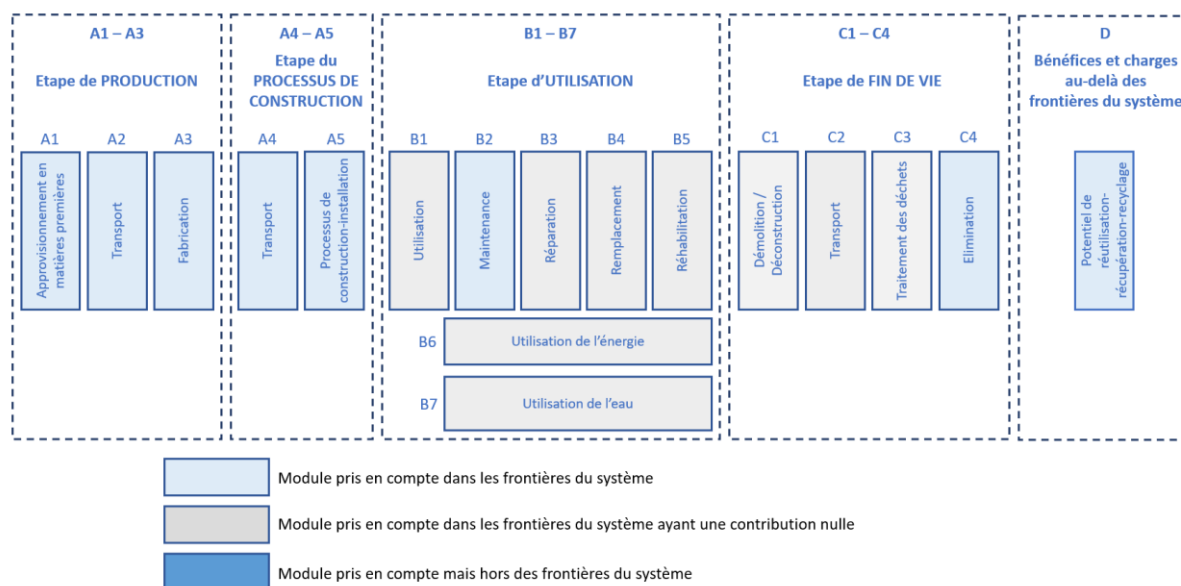 A1 – A3
Etape de PRODUCTION
A1
A2
A3
Approvisionnement en
matières premières
Transport
Fabrication
A4 – A5
Etape du
PROCESSUS DE
CONSTRUCTION
A4
A5
Transport
Processus de
construction-installation
B1 – B7
Etape d’UTILISATION
B1
B2
B3
B4
B5
Utilisation
Maintenance
Réparation
Remplacement
Réhabilitation
B6
Utilisation de l’énergie
B7
Utilisation de l’eau
C1 – C4
Etape de FIN DE VIE
C1
C2
C3
C4
Démolition /
Déconstruction
Transport
Traitement des déchets
Elimination
D
Bénéfices et charges
au-delà des
frontières du système
Potentiel de
réutilisation-
récupération-recyclage
Module pris en compte dans les frontières du système
Module pris en compte dans les frontières du système ayant une contribution nulle
Module pris en compte mais hors des frontières du système